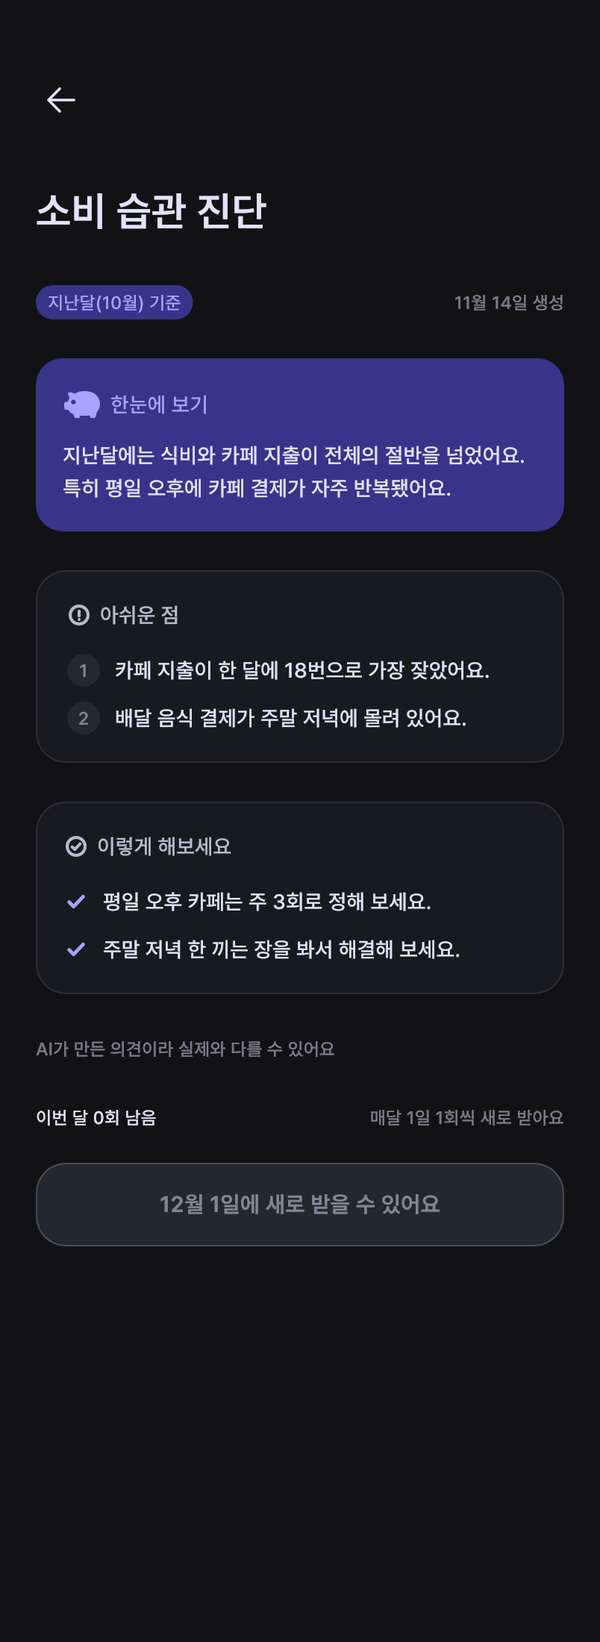 소비 습관 진단
지난달(10월) 기준
11월 14일 생성
한눈에 보기
지난달에는 식비와 카페 지출이 전체의 절반을 넘었어요.
특히 평일 오후에 카페 결제가 자주 반복됐어요.
아쉬운 점
1 카페 지출이 한 달에 18번으로 가장 잦았어요.
2 배달 음식 결제가 주말 저녁에 몰려 있어요.
이렇게 해보세요
평일 오후 카페는 주 3회로 정해 보세요.
주말 저녁 한 끼는 장을 봐서 해결해 보세요.
AI가 만든 의견이라 실제와 다를 수 있어요
이번 달 0회 남음
매달 1일 1회씩 새로 받아요
12월 1일에 새로 받을 수 있어요